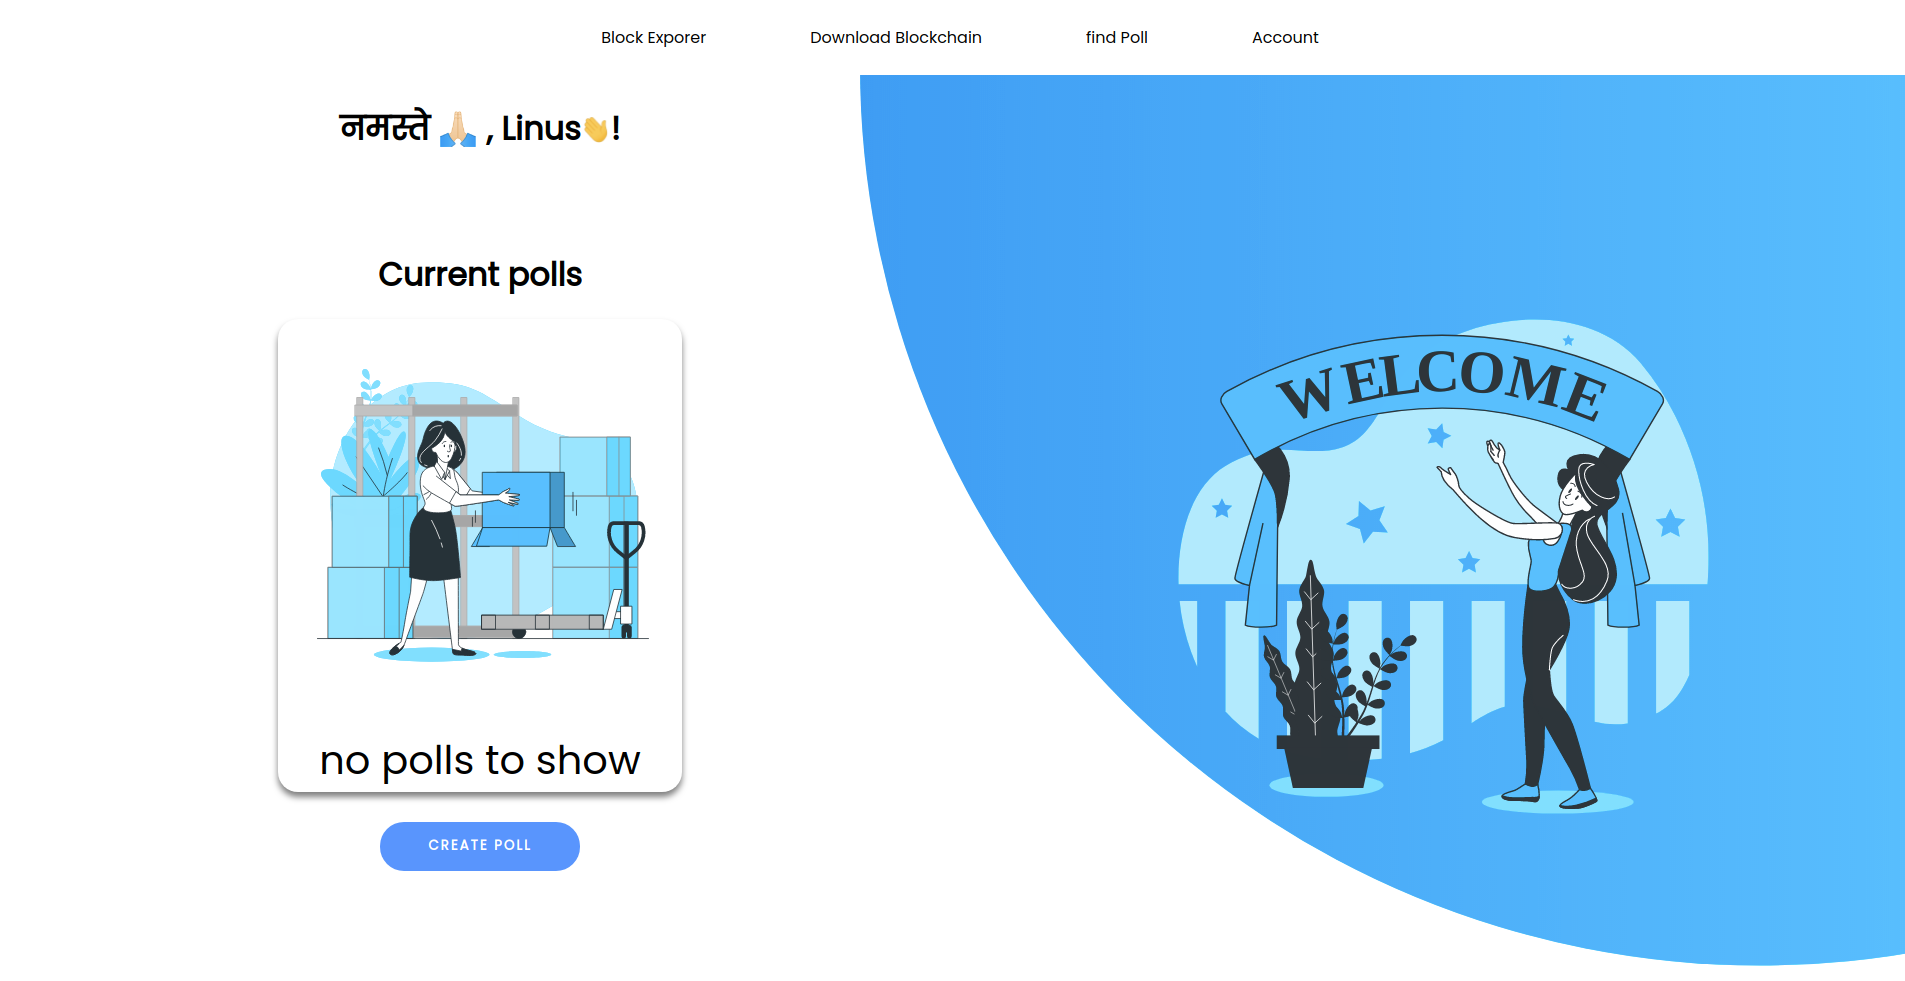 Block Exporer Download Blockchain find Poll Account
नमस्ते 🙏🏼 , Linus👋!
Current polls
WELCOME
no polls to show
CREATE POLL